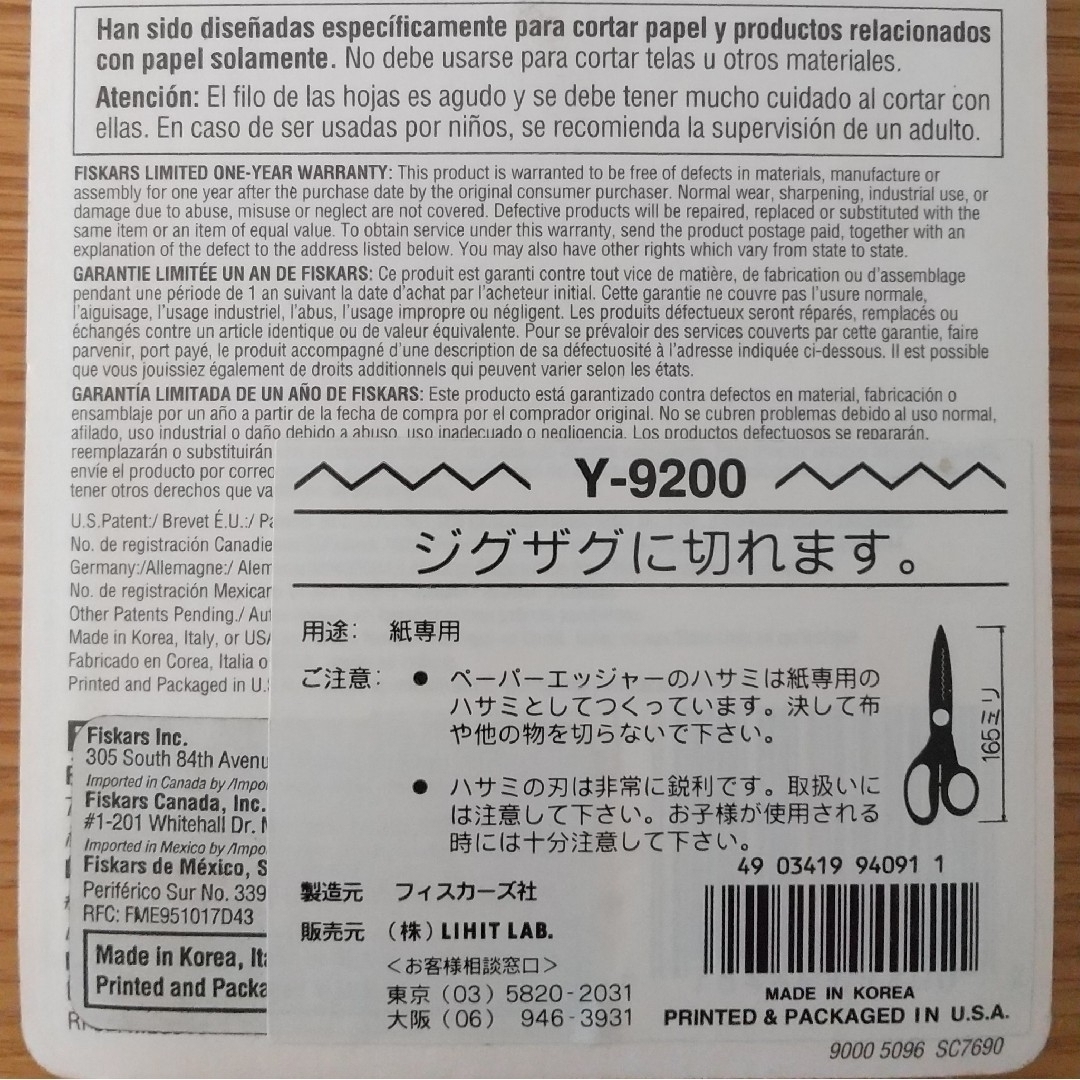 Han sido diseñadas específicamente para cortar papel y productos relacionados
con papel solamente. No debe usarse para cortar telas u otros materiales.
Atención: El filo de las hojas es agudo y se debe tener mucho cuidado al cortar con
ellas. En caso de ser usadas por niños, se recomienda la supervisión de un adulto.
FISKARS LIMITED ONE-YEAR WARRANTY: This product is warranted to be free of defects in materials, manufacture or
assembly for one year after the purchase date by the original consumer purchaser. Normal wear, sharpening, industrial use, or
damage due to abuse, misuse or neglect are not covered. Defective products will be repaired, replaced or substituted with the
same item or an item of equal value. To obtain service under this warranty, send the product postage paid, together with an
explanation of the defect to the address listed below. You may also have other rights which vary from state to state.
GARANTIE LIMITÉE UN AN DE FISKARS: Ce produit est garanti contre tout vice de matière, de fabrication ou d'assemblage
pendant une période de 1 an suivant la date d'achat par l'acheteur initial. Cette garantie ne couvre pas l'usure normale,
l'aiguisage, l'usage industriel, l'abus, l'usage impropre ou négligent. Les produits défectueux seront réparés, remplacés ou
échangés contre un article identique ou de valeur équivalente. Pour se prévaloir des services couverts par cette garantie, faire
parvenir, port payé, le produit accompagné d'une description de sa défectuosité à l'adresse indiquée ci-dessous. Il est possible
que vous jouissiez également de droits additionnels qui peuvent varier selon les états.
GARANTÍA LIMITADA DE UN AÑO DE FISKARS: Este producto está garantizado contra defectos en material, fabricación o
ensamblaje por un año a partir de la fecha de compra por el comprador original. No se cubren problemas debido al uso normal,
afilado, uso industrial o daño debido a abuso, uso inadecuado o negligencia. Los productos defectuosos se repararán,
reemplazarán o substituirán
envíe el producto por
tener otros derechos que
U.S.Patent:/ Brevet É.U.:/
No. de registración
Germany:/Allemagne:/
No. de registración
Other Patents Pending./
Made in Korea, Italy, or
Fabricado en Corea, Italia o
Printed and Packaged in
Fiskars Inc.
305 South 84th
Imported in Canada by
Fiskars Canada, Inc.
#1-201 Whitehall Dr.
Imported in Mexico by
Fiskars de México,
Periférico Sur No. 339
RFC: FME951017D43
Made in Korea,
Printed and
Y-9200
ジグザグに切れます。
用途: 紙専用
ご注意: ● ペーパーエッジャーのハサミは紙専用の
ハサミとしてつくっています。決して布
や他の物を切らないで下さい。
● ハサミの刃は非常に鋭利です。取扱いに
は注意して下さい。お子様が使用される
時には十分注意して下さい。
165ミリ
製造元 フィスカーズ社
販売元 (株) LIHIT LAB.
<お客様相談窓口>
東京 (03) 5820-2031
大阪 (06) 946-3931
49 03419 94091 1
MADE IN KOREA
PRINTED & PACKAGED IN U.S.A.
9000 5096 SC7690